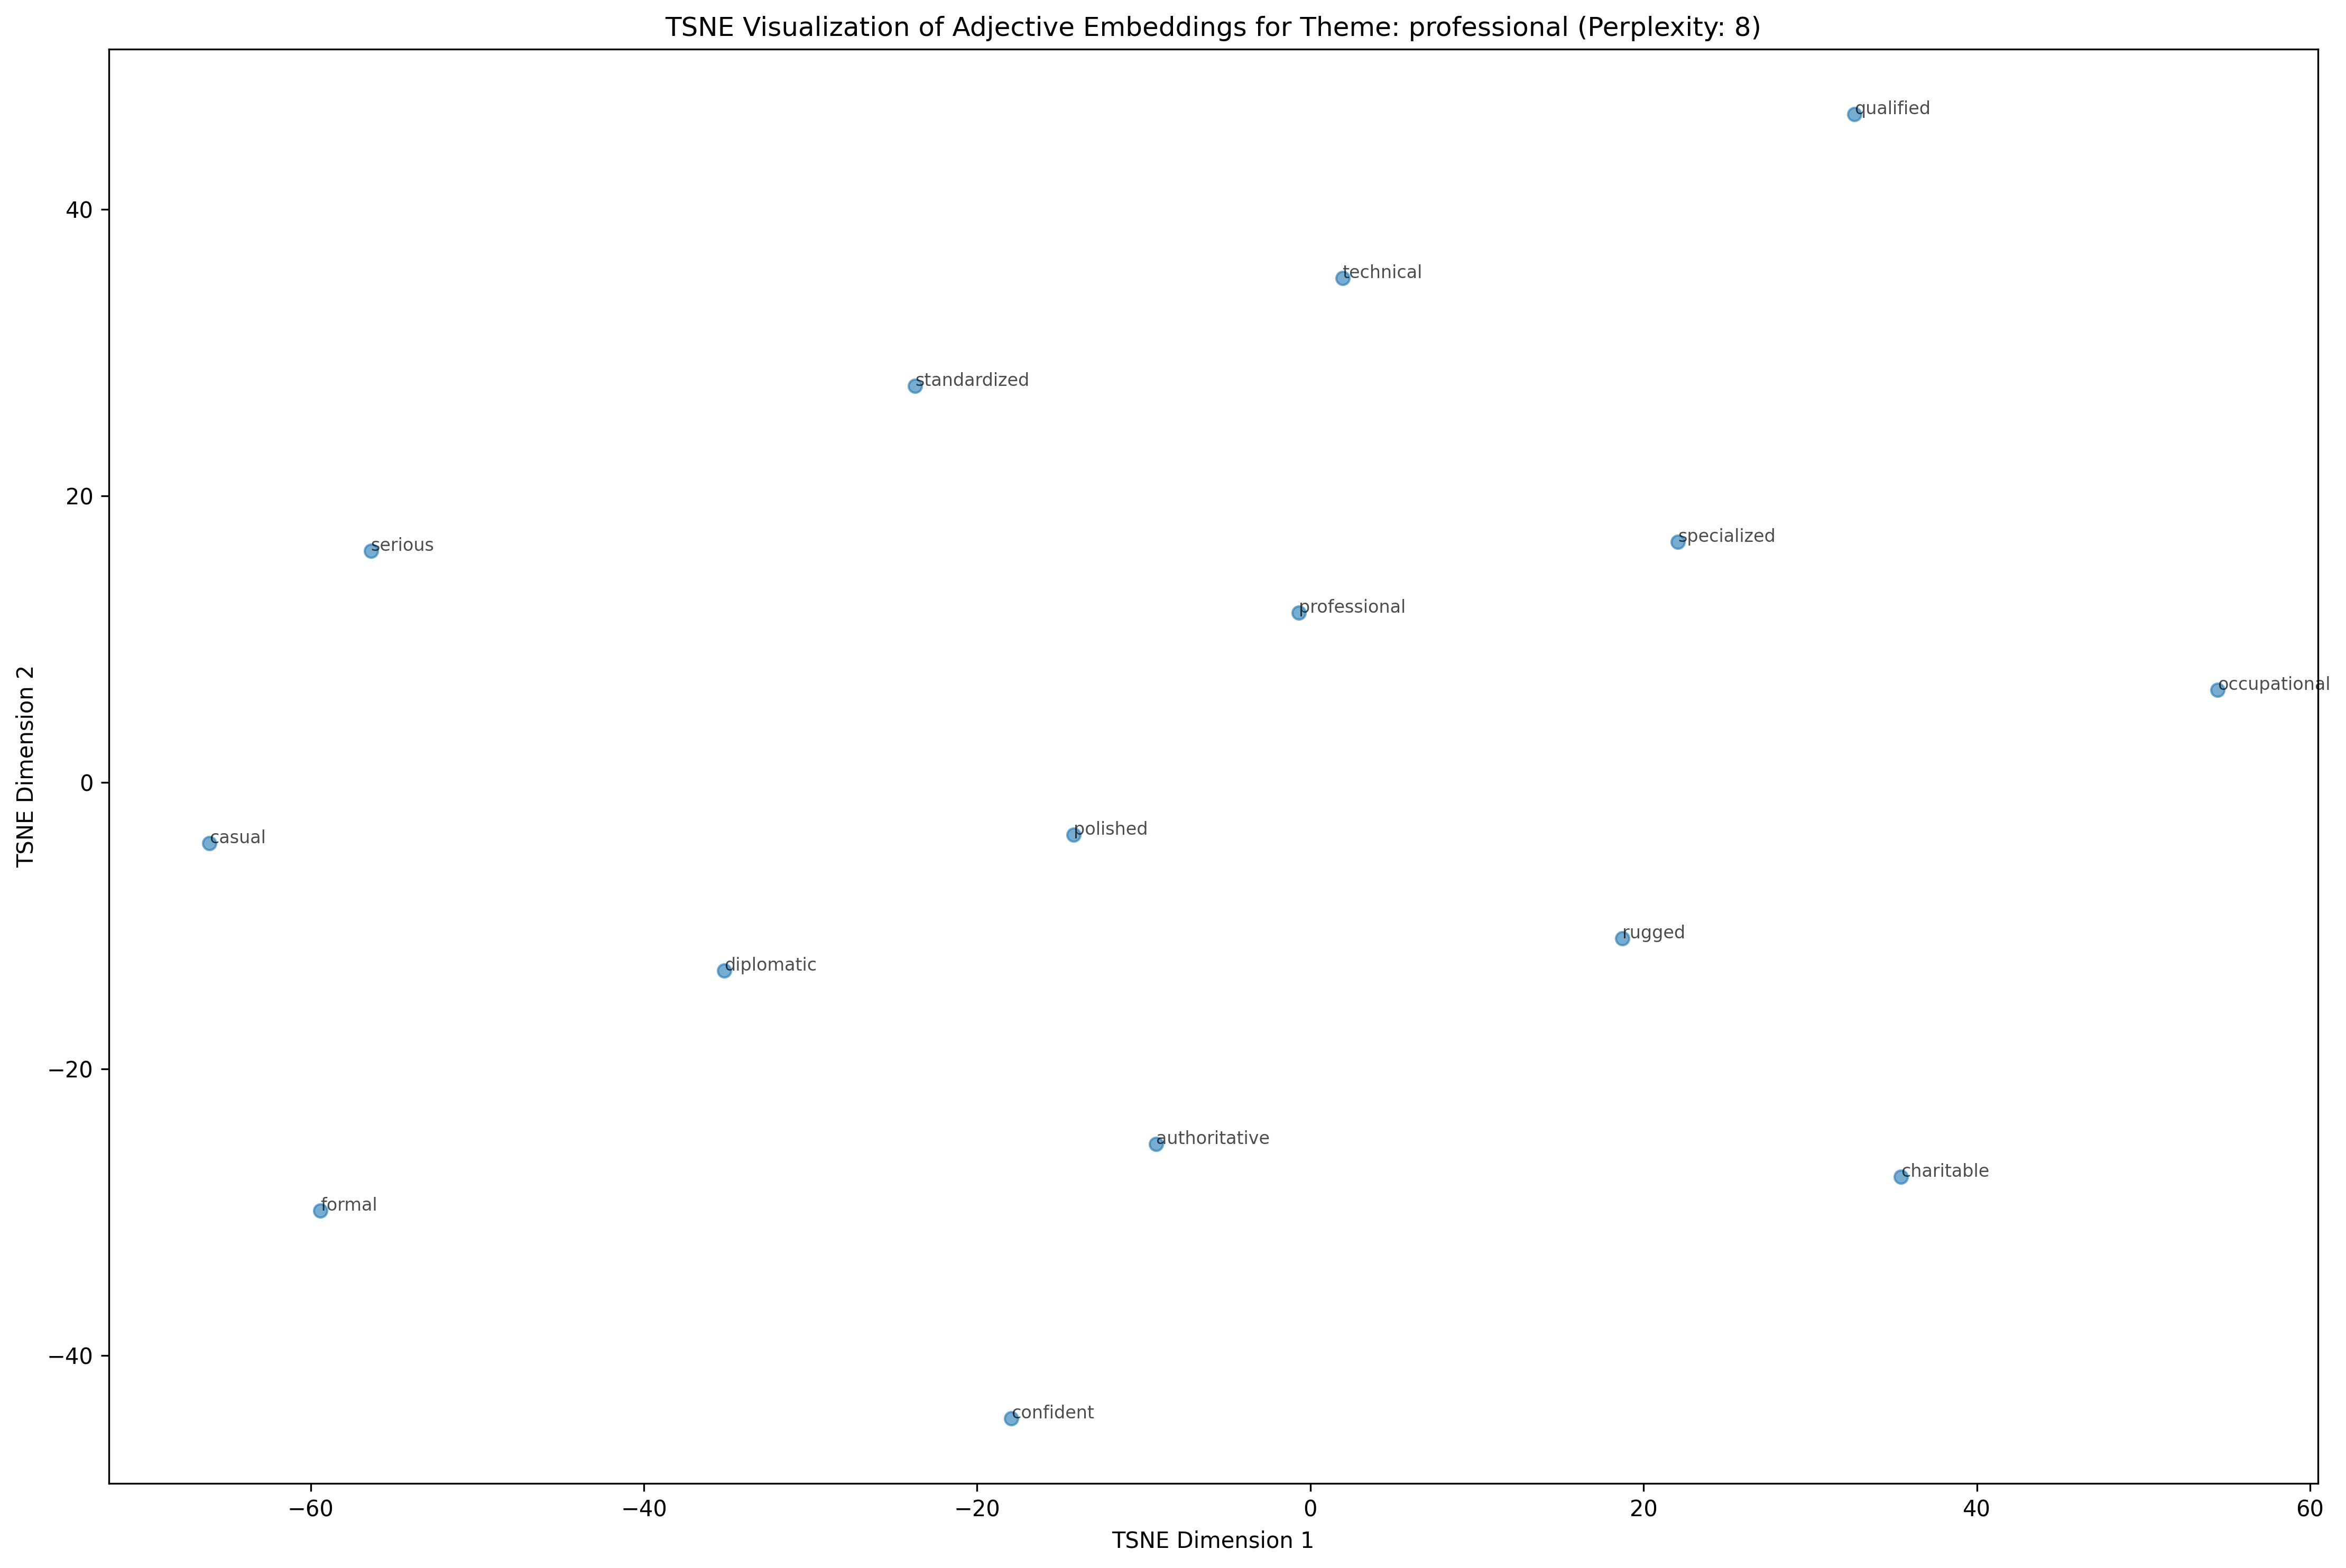 TSNE Visualization of Adjective Embeddings for Theme: professional (Perplexity: 8)
qualified
technical
standardized
serious
specialized
professional
occupational
casual
polished
rugged
diplomatic
authoritative
charitable
formal
confident
40
20
0
−20
−40
TSNE Dimension 2
−60
−40
−20
0
20
40
60
TSNE Dimension 1